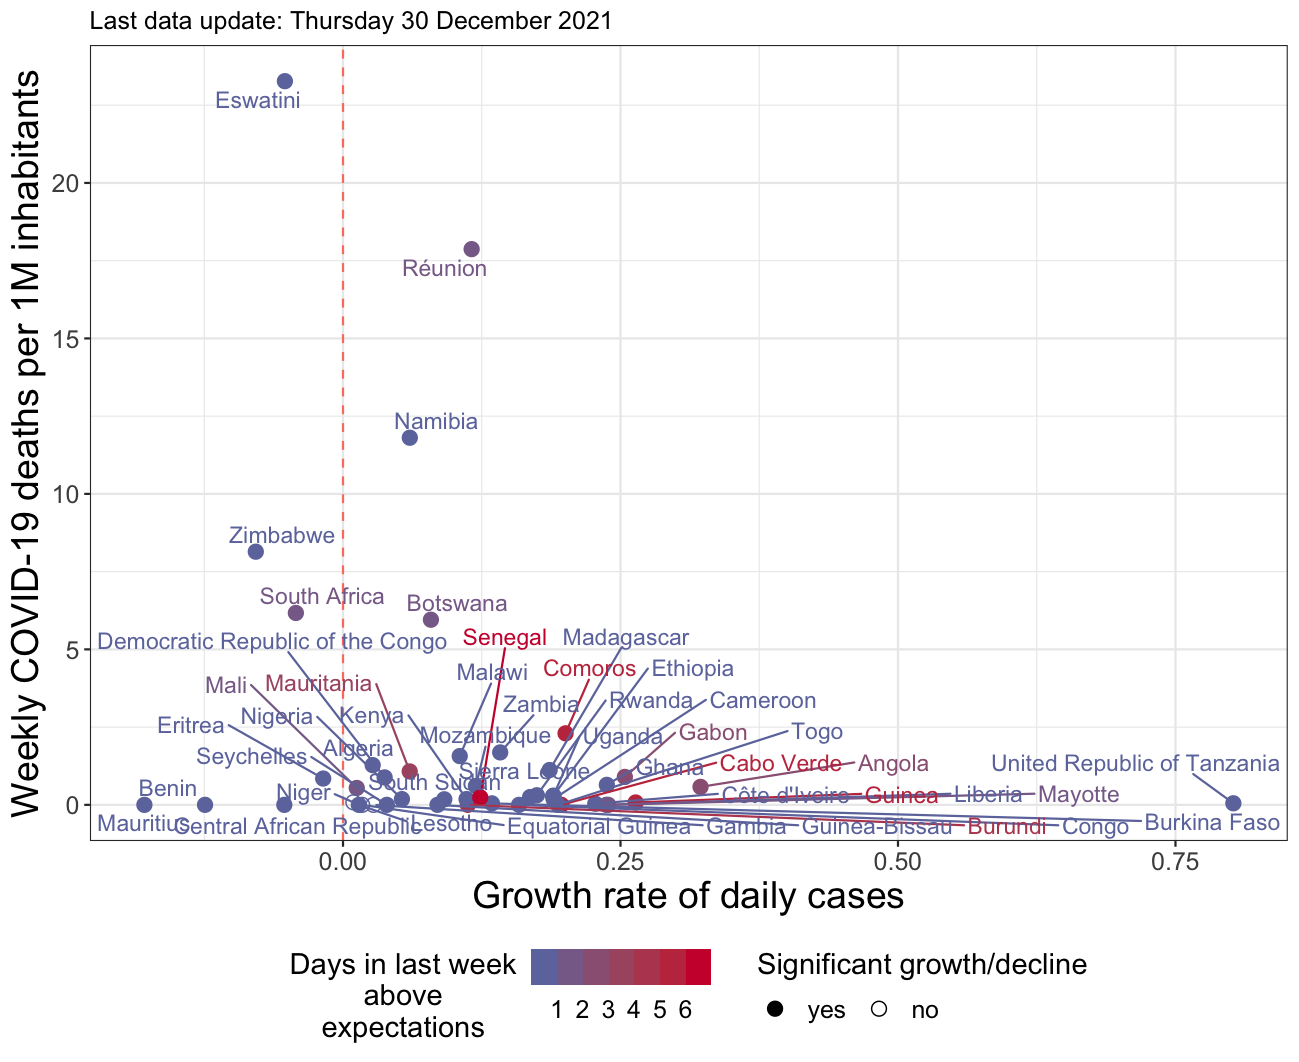 Last data update: Thursday 30 December 2021
Weekly COVID-19 deaths per 1M inhabitants
20
15
10
5
0
Eswatini
Réunion
Namibia
Zimbabwe
South Africa
Botswana
Democratic Republic of the Congo
Senegal
Madagascar
Malawi
Comoros
Ethiopia
Mali
Mauritania
Zambia
Rwanda
Cameroon
Eritrea
Nigeria
Kenya
Mozambique
Uganda
Gabon
Togo
Seychelles
Algeria
Sierra Leone
Ghana
Cabo Verde
Angola
United Republic of Tanzania
Benin
Niger
South Sudan
Côte d'Ivoire
Guinea
Liberia
Mayotte
Mauritius
Central African Republic
Lesotho
Equatorial Guinea
Gambia
Guinea-Bissau
Burundi
Congo
Burkina Faso
0.00
0.25
0.50
0.75
Growth rate of daily cases
Days in last week
above
expectations
1 2 3 4 5 6
Significant growth/decline
yes
no